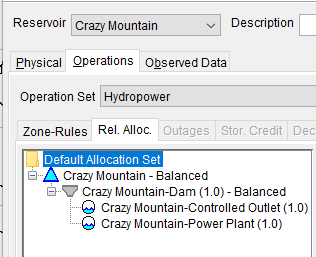 Reservoir Crazy Mountain Description
Physical Operations Observed Data
Operation Set Hydropower
Zone-Rules Rel. Alloc. Outages Stor. Credit Dec
Default Allocation Set
Crazy Mountain - Balanced
Crazy Mountain-Dam (1.0) - Balanced
Crazy Mountain-Controlled Outlet (1.0)
Crazy Mountain-Power Plant (1.0)